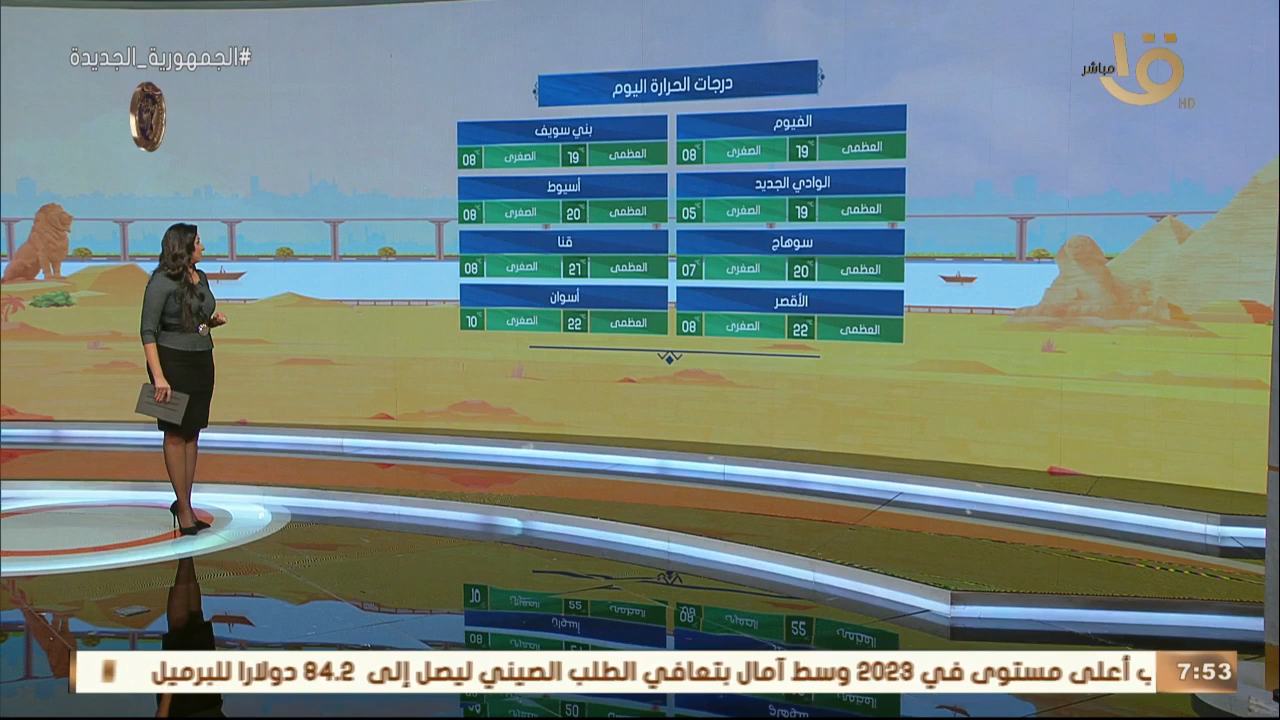 #الجمهورية_الجديدة
مباشر
HD
درجات الحرارة اليوم
الفيوم
العظمى 19 الصغرى 08
بني سويف
العظمى 19 الصغرى 08
الوادي الجديد
العظمى 19 الصغرى 05
أسيوط
العظمى 20 الصغرى 08
سوهاج
العظمى 20 الصغرى 07
قنا
العظمى 21 الصغرى 08
الأقصر
العظمى 22 الصغرى 08
أسوان
العظمى 22 الصغرى 10
7:53
أعلى مستوى في 2023 وسط آمال بتعافي الطلب الصيني ليصل إلى 84.2 دولارا للبرميل